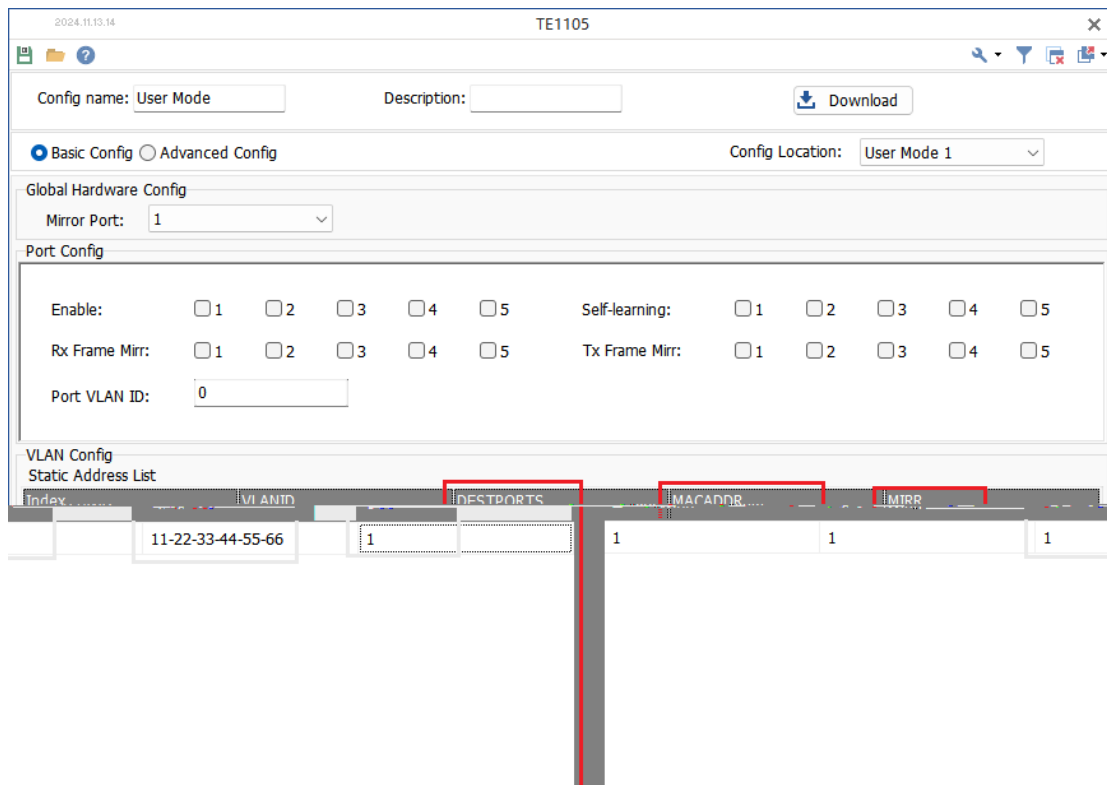 2024.11.13.14
TE1105
Config name: User Mode Description: Download
Basic Config Advanced Config Config Location: User Mode 1
Global Hardware Config
Mirror Port: 1
Port Config
Enable: 1 2 3 4 5 Self-learning: 1 2 3 4 5
Rx Frame Mirr: 1 2 3 4 5 Tx Frame Mirr: 1 2 3 4 5
Port VLAN ID: 0
VLAN Config
Static Address List
Index VLANID DESTPORTS MACADDR MIRR
11-22-33-44-55-66 1 1 1 1